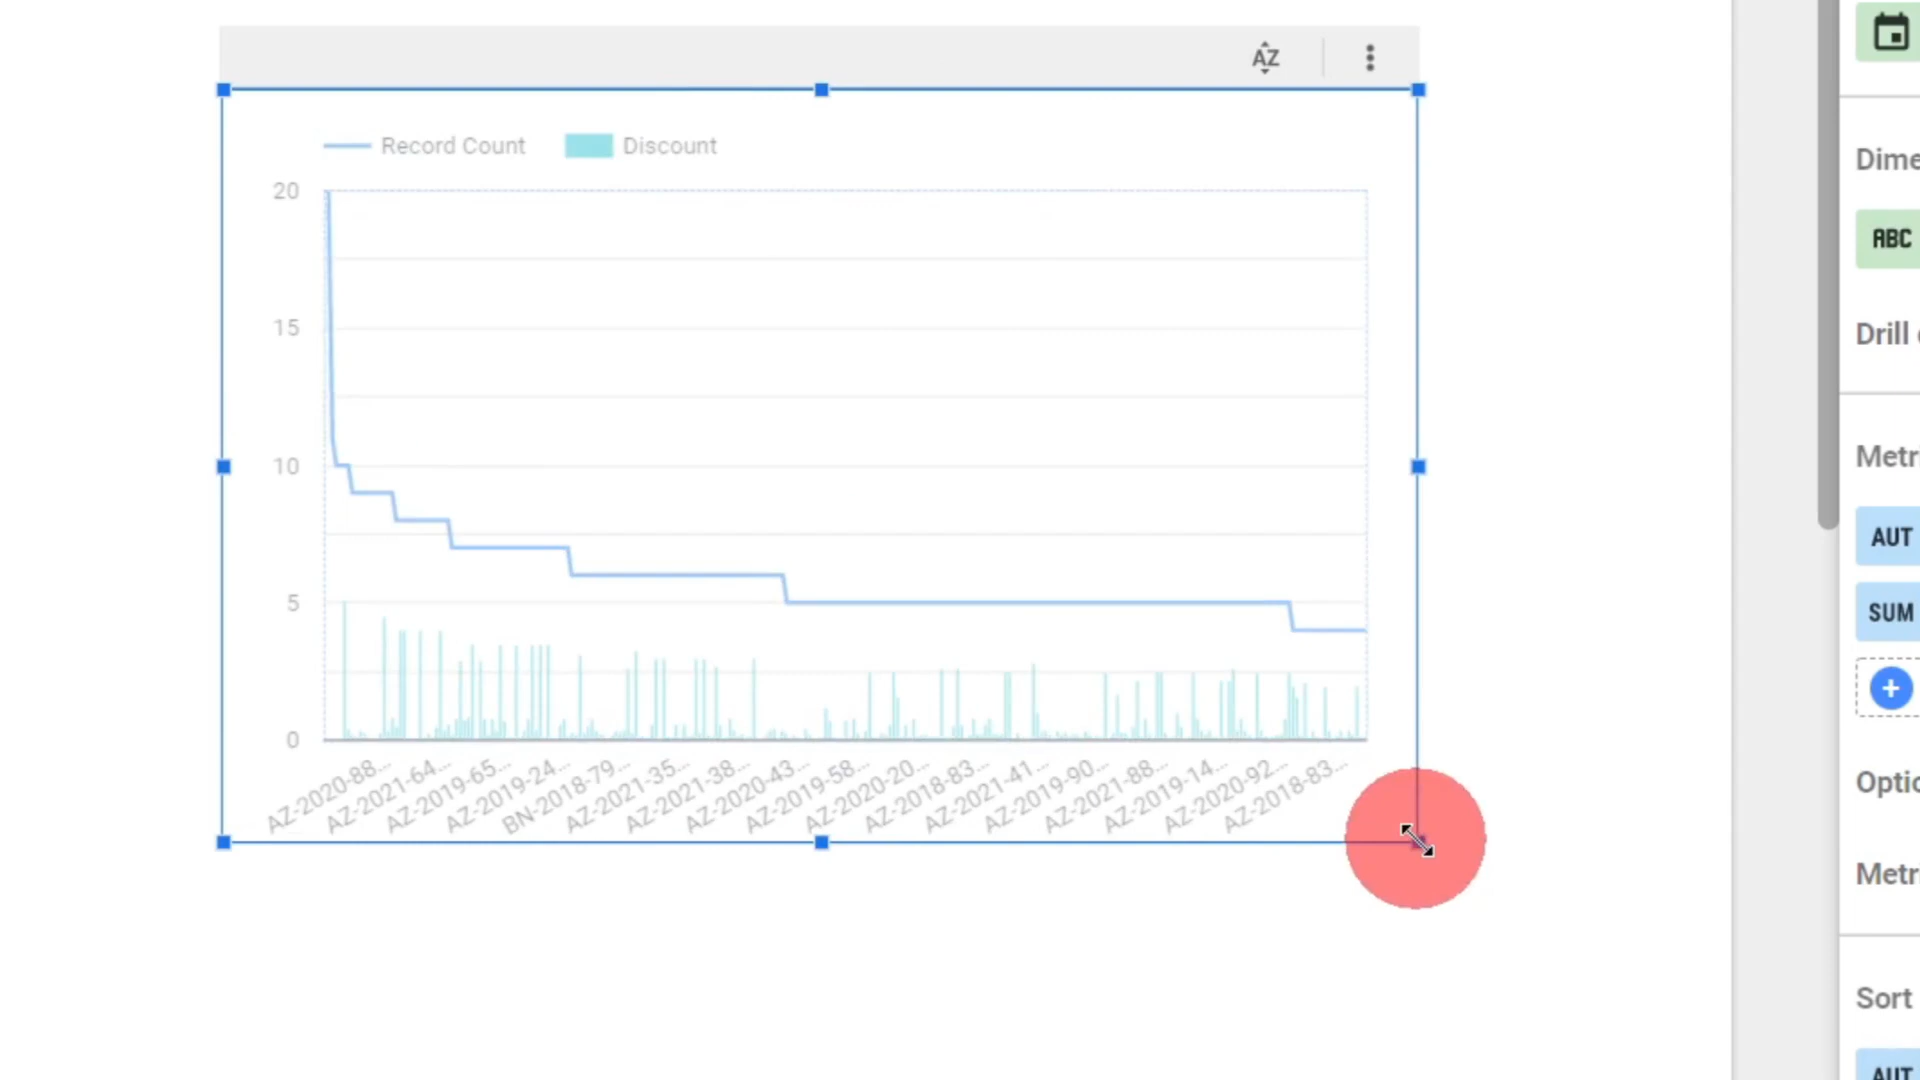 AZ
Record Count
Discount
20
15
10
5
0
AZ-2020-88...
AZ-2021-64...
AZ-2019-65...
AZ-2019-24...
BN-2018-79...
AZ-2021-35...
AZ-2021-38...
AZ-2020-43...
AZ-2019-58...
AZ-2020-20...
AZ-2018-83...
AZ-2021-41...
AZ-2019-90...
AZ-2021-88...
AZ-2019-14...
AZ-2020-92...
AZ-2018-83...
Dime
ABC
Drill
Metri
AUT
SUM
Optio
Metri
Sort
AUT